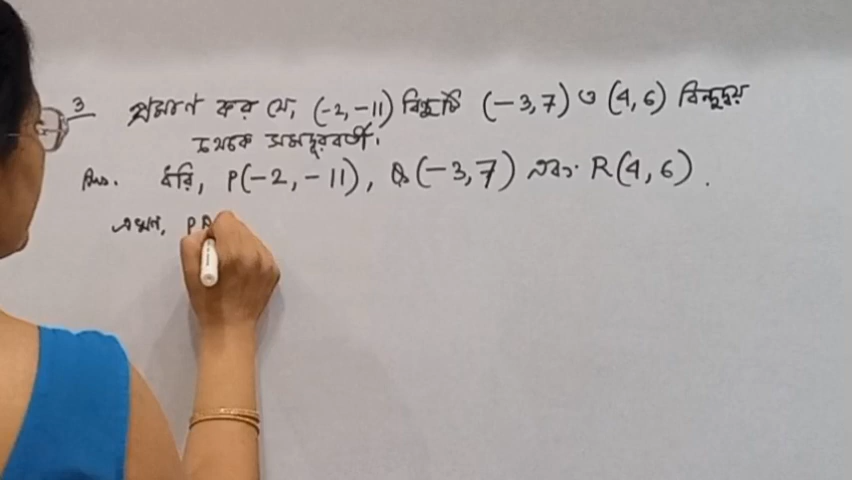 3 প্রমাণ কর যে, (-2, -11) বিন্দুটি (-3, 7) ও (4, 6) বিন্দুদ্বয়
থেকে সমদূরবর্তী.
Ans. ধরি, P(-2, -11), Q(-3, 7) এবং R(4, 6).
এখন, PQ